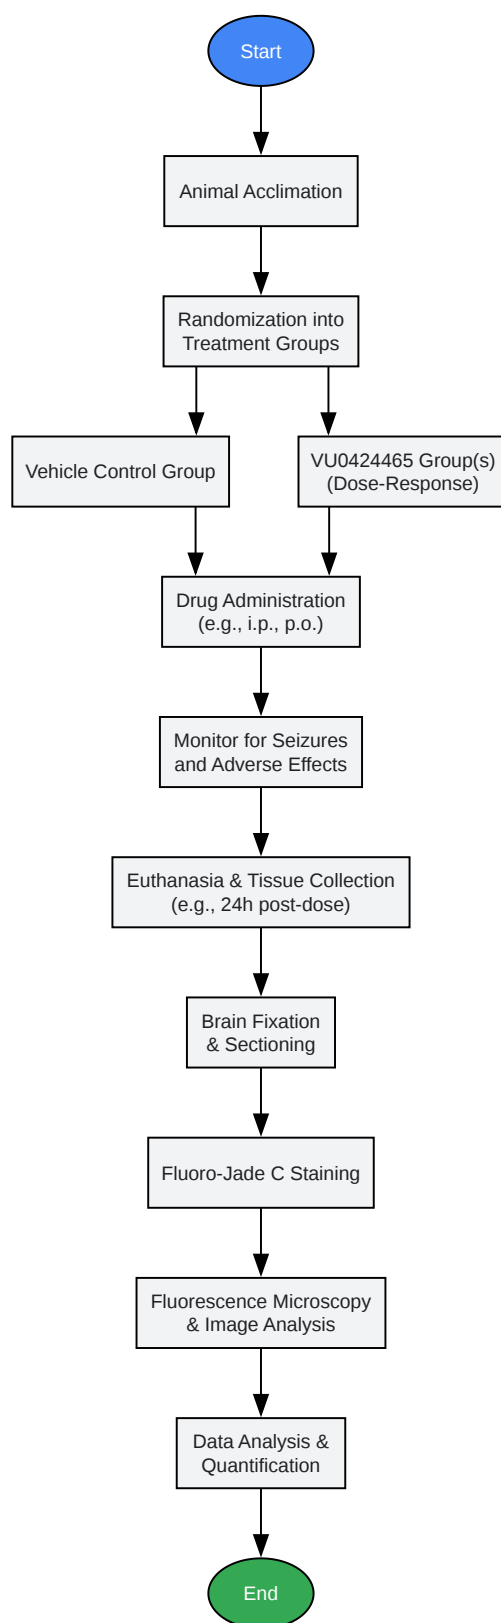 Start
Animal Acclimation
Randomization into
Treatment Groups
Vehicle Control Group
VU0424465 Group(s)
(Dose-Response)
Drug Administration
(e.g., i.p., p.o.)
Monitor for Seizures
and Adverse Effects
Euthanasia & Tissue Collection
(e.g., 24h post-dose)
Brain Fixation
& Sectioning
Fluoro-Jade C Staining
Fluorescence Microscopy
& Image Analysis
Data Analysis &
Quantification
End